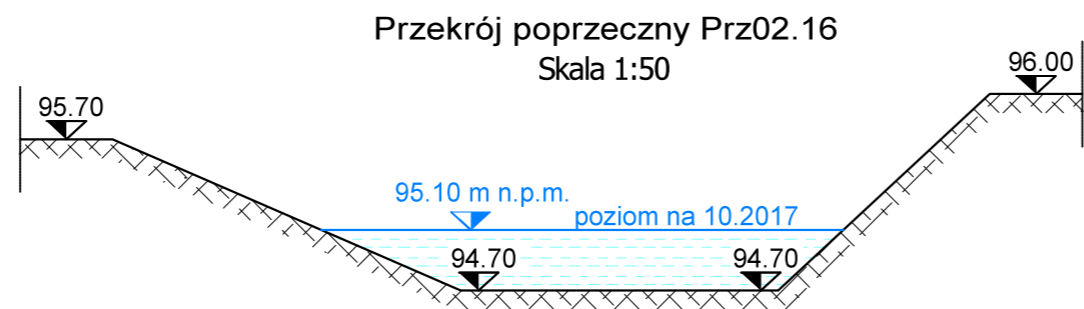 Przekrój poprzeczny Prz02.16
Skala 1:50
96.00
95.70
95.10 m n.p.m.
poziom na 10.2017
94.70
94.70